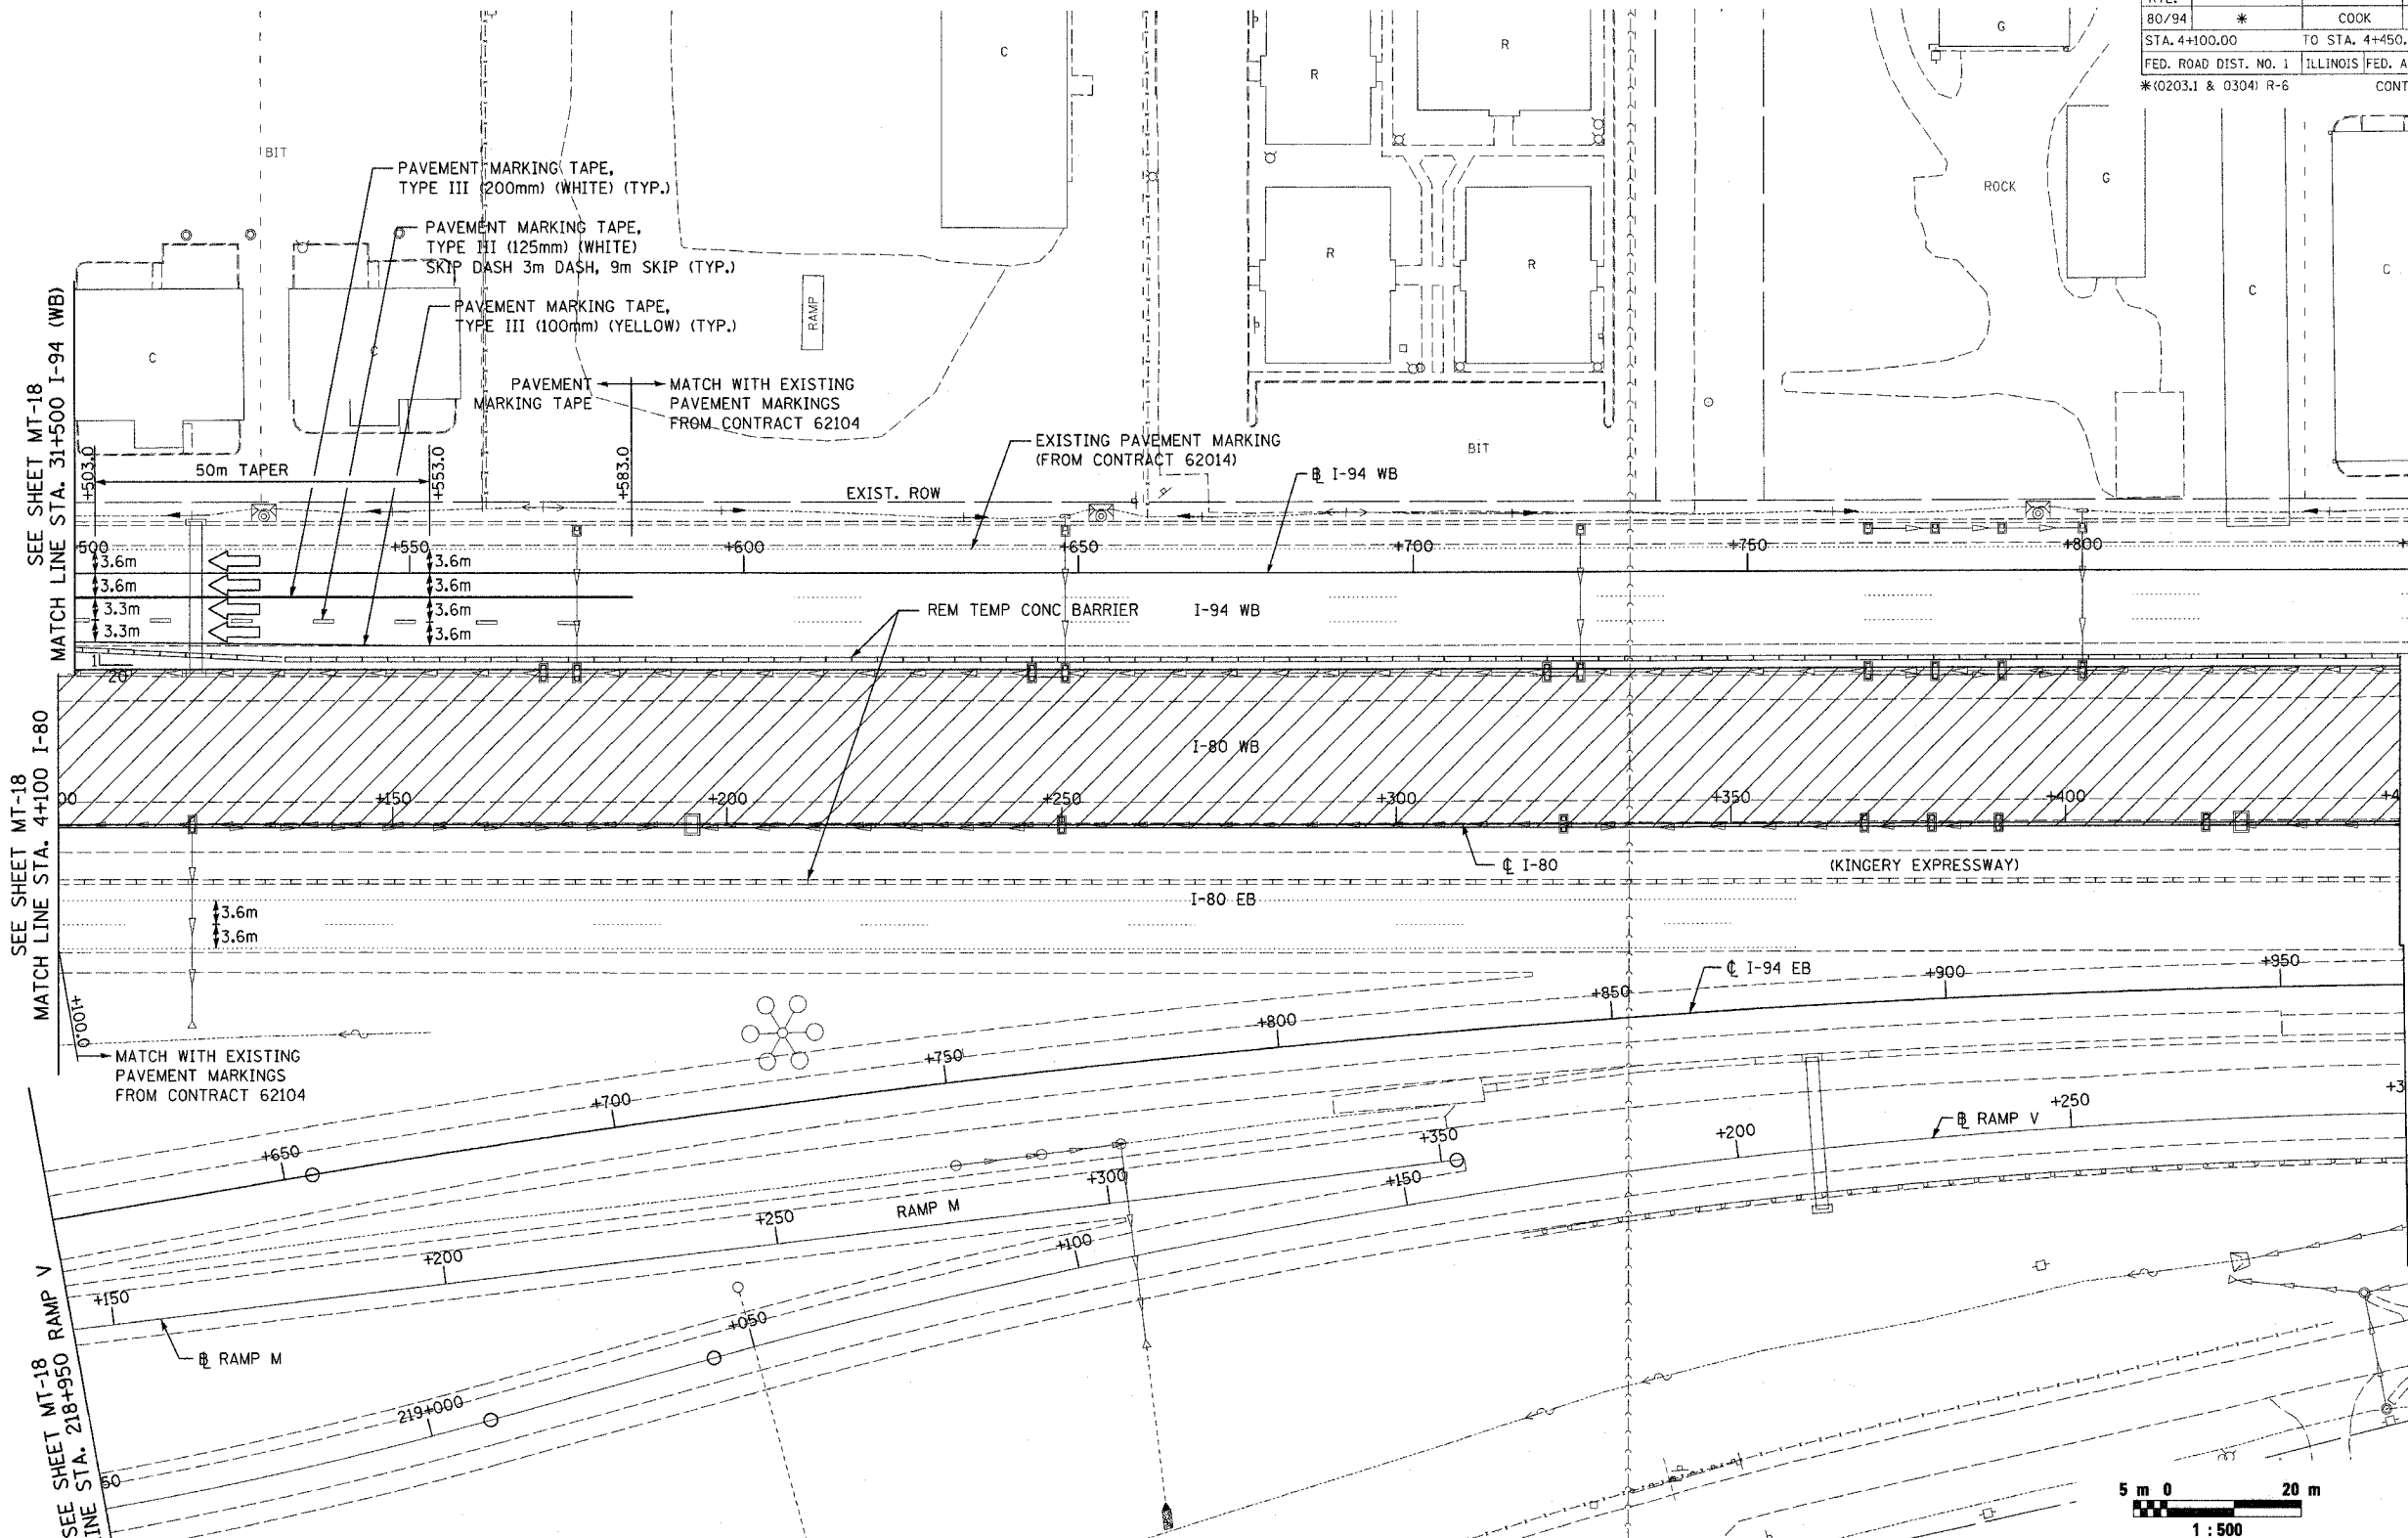 80/94 * COOK
STA. 4+100.00 TO STA. 4+450.
FED. ROAD DIST. NO. 1 ILLINOIS FED. A
*(0203.1 & 0304) R-6 CONT
C
R
R
G
BIT
PAVEMENT MARKING TAPE,
TYPE III (200mm) (WHITE) (TYP.)
PAVEMENT MARKING TAPE,
TYPE III (125mm) (WHITE)
SKIP DASH 3m DASH, 9m SKIP (TYP.)
PAVEMENT MARKING TAPE,
TYPE III (100mm) (YELLOW) (TYP.)
ROCK
G
R
R
C
C
C
C
RAMP
SEE SHEET MT-18
MATCH LINE STA. 31+500 I-94 (WB)
PAVEMENT
MARKING TAPE
MATCH WITH EXISTING
PAVEMENT MARKINGS
FROM CONTRACT 62104
EXISTING PAVEMENT MARKING
(FROM CONTRACT 62014)
BIT
+503.0
50m TAPER
+553.0
+583.0
EXIST. ROW
℄ I-94 WB
+500 +550 +600 +650 +700 +750 +800
3.6m 3.6m
3.6m 3.6m
3.3m 3.6m
3.3m 3.6m
REM TEMP CONC BARRIER
I-94 WB
1
20
SEE SHEET MT-18
MATCH LINE STA. 4+100 I-80
I-80 WB
00 +150 +200 +250 +300 +350 +400 +4
℄ I-80
(KINGERY EXPRESSWAY)
I-80 EB
3.6m
3.6m
+100.0
MATCH WITH EXISTING
PAVEMENT MARKINGS
FROM CONTRACT 62104
℄ I-94 EB
+650 +700 +750 +800 +850 +900 +950
+150 +200 +250 +300 +350
RAMP M
℄ RAMP M
℄ RAMP V
219+000 +050 +100 +150 +200 +250 +3
50
SEE SHEET MT-18
INE STA. 218+950 RAMP V
5 m 0 20 m
1 : 500